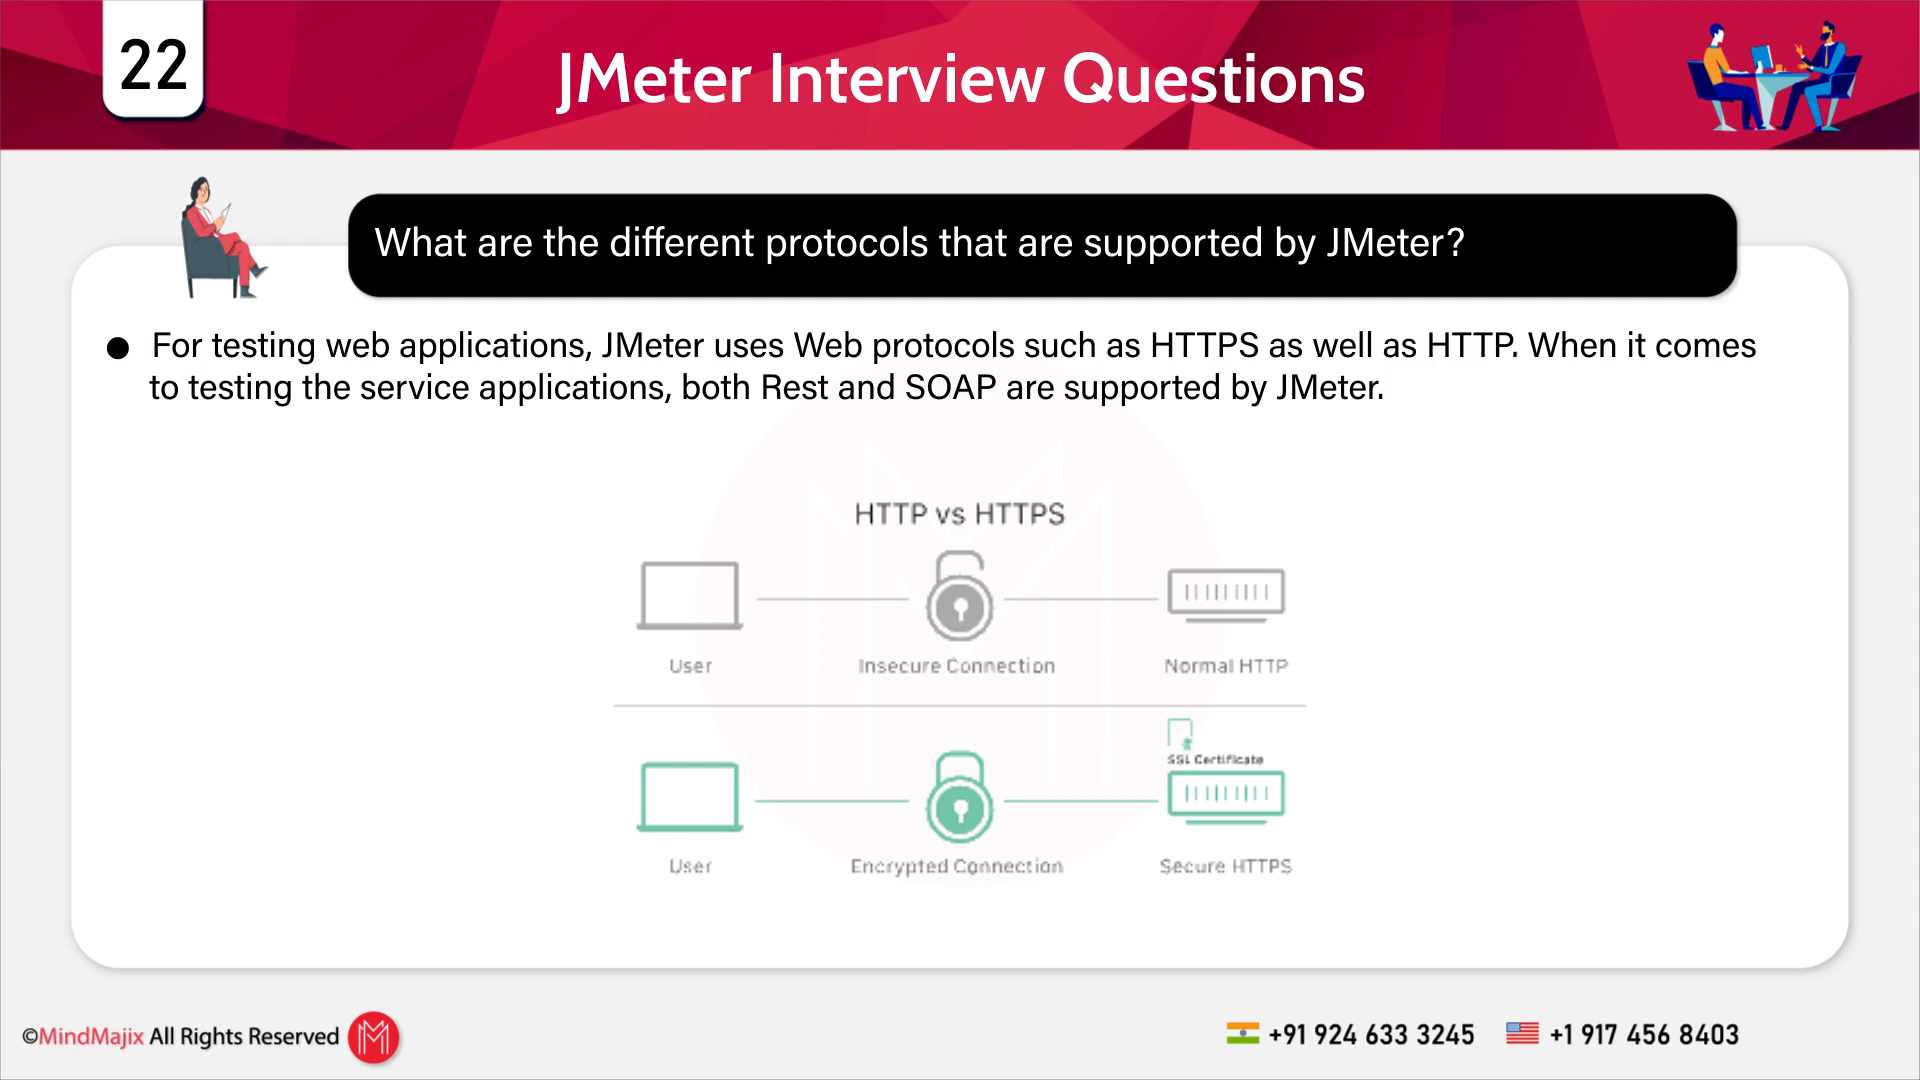 22
JMeter Interview Questions
What are the different protocols that are supported by JMeter?
● For testing web applications, JMeter uses Web protocols such as HTTPS as well as HTTP. When it comes
to testing the service applications, both Rest and SOAP are supported by JMeter.
HTTP vs HTTPS
User Insecure Connection Normal HTTP
SSL Certificate
User Encrypted Connection Secure HTTPS
©MindMajix All Rights Reserved +91 924 633 3245 +1 917 456 8403